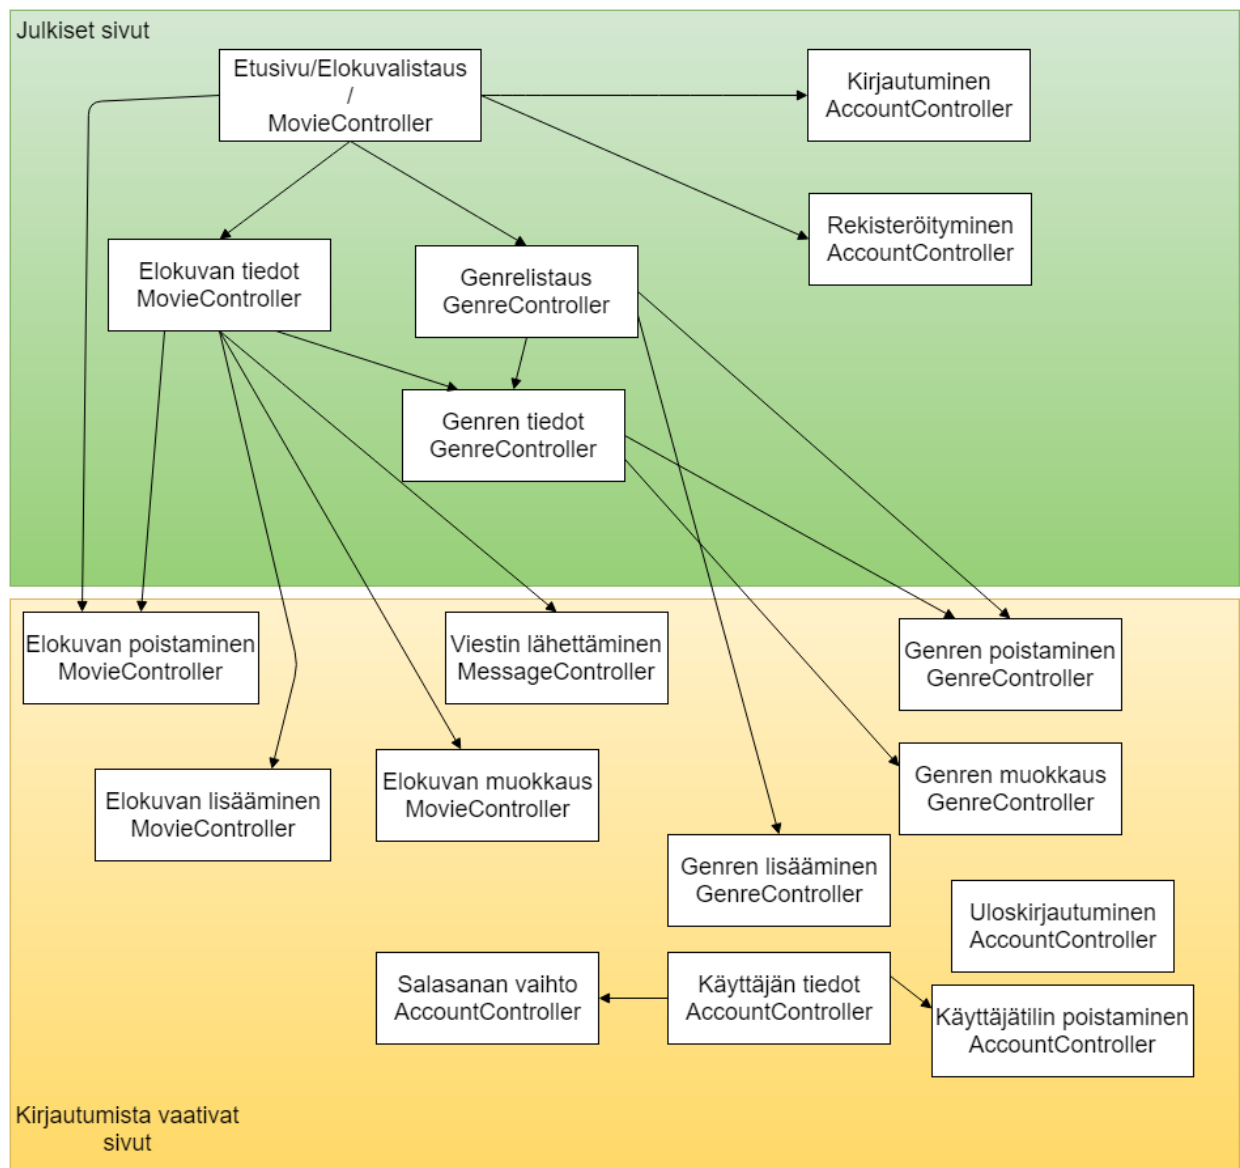 Julkiset sivut
Etusivu/Elokuvalistaus
/
MovieController
Kirjautuminen
AccountController
Rekisteröityminen
AccountController
Elokuvan tiedot
MovieController
Genrelistaus
GenreController
Genren tiedot
GenreController
Elokuvan poistaminen
MovieController
Viestin lähettäminen
MessageController
Genren poistaminen
GenreController
Elokuvan lisääminen
MovieController
Elokuvan muokkaus
MovieController
Genren muokkaus
GenreController
Genren lisääminen
GenreController
Uloskirjautuminen
AccountController
Salasanan vaihto
AccountController
Käyttäjän tiedot
AccountController
Käyttäjätilin poistaminen
AccountController
Kirjautumista vaativat
sivut